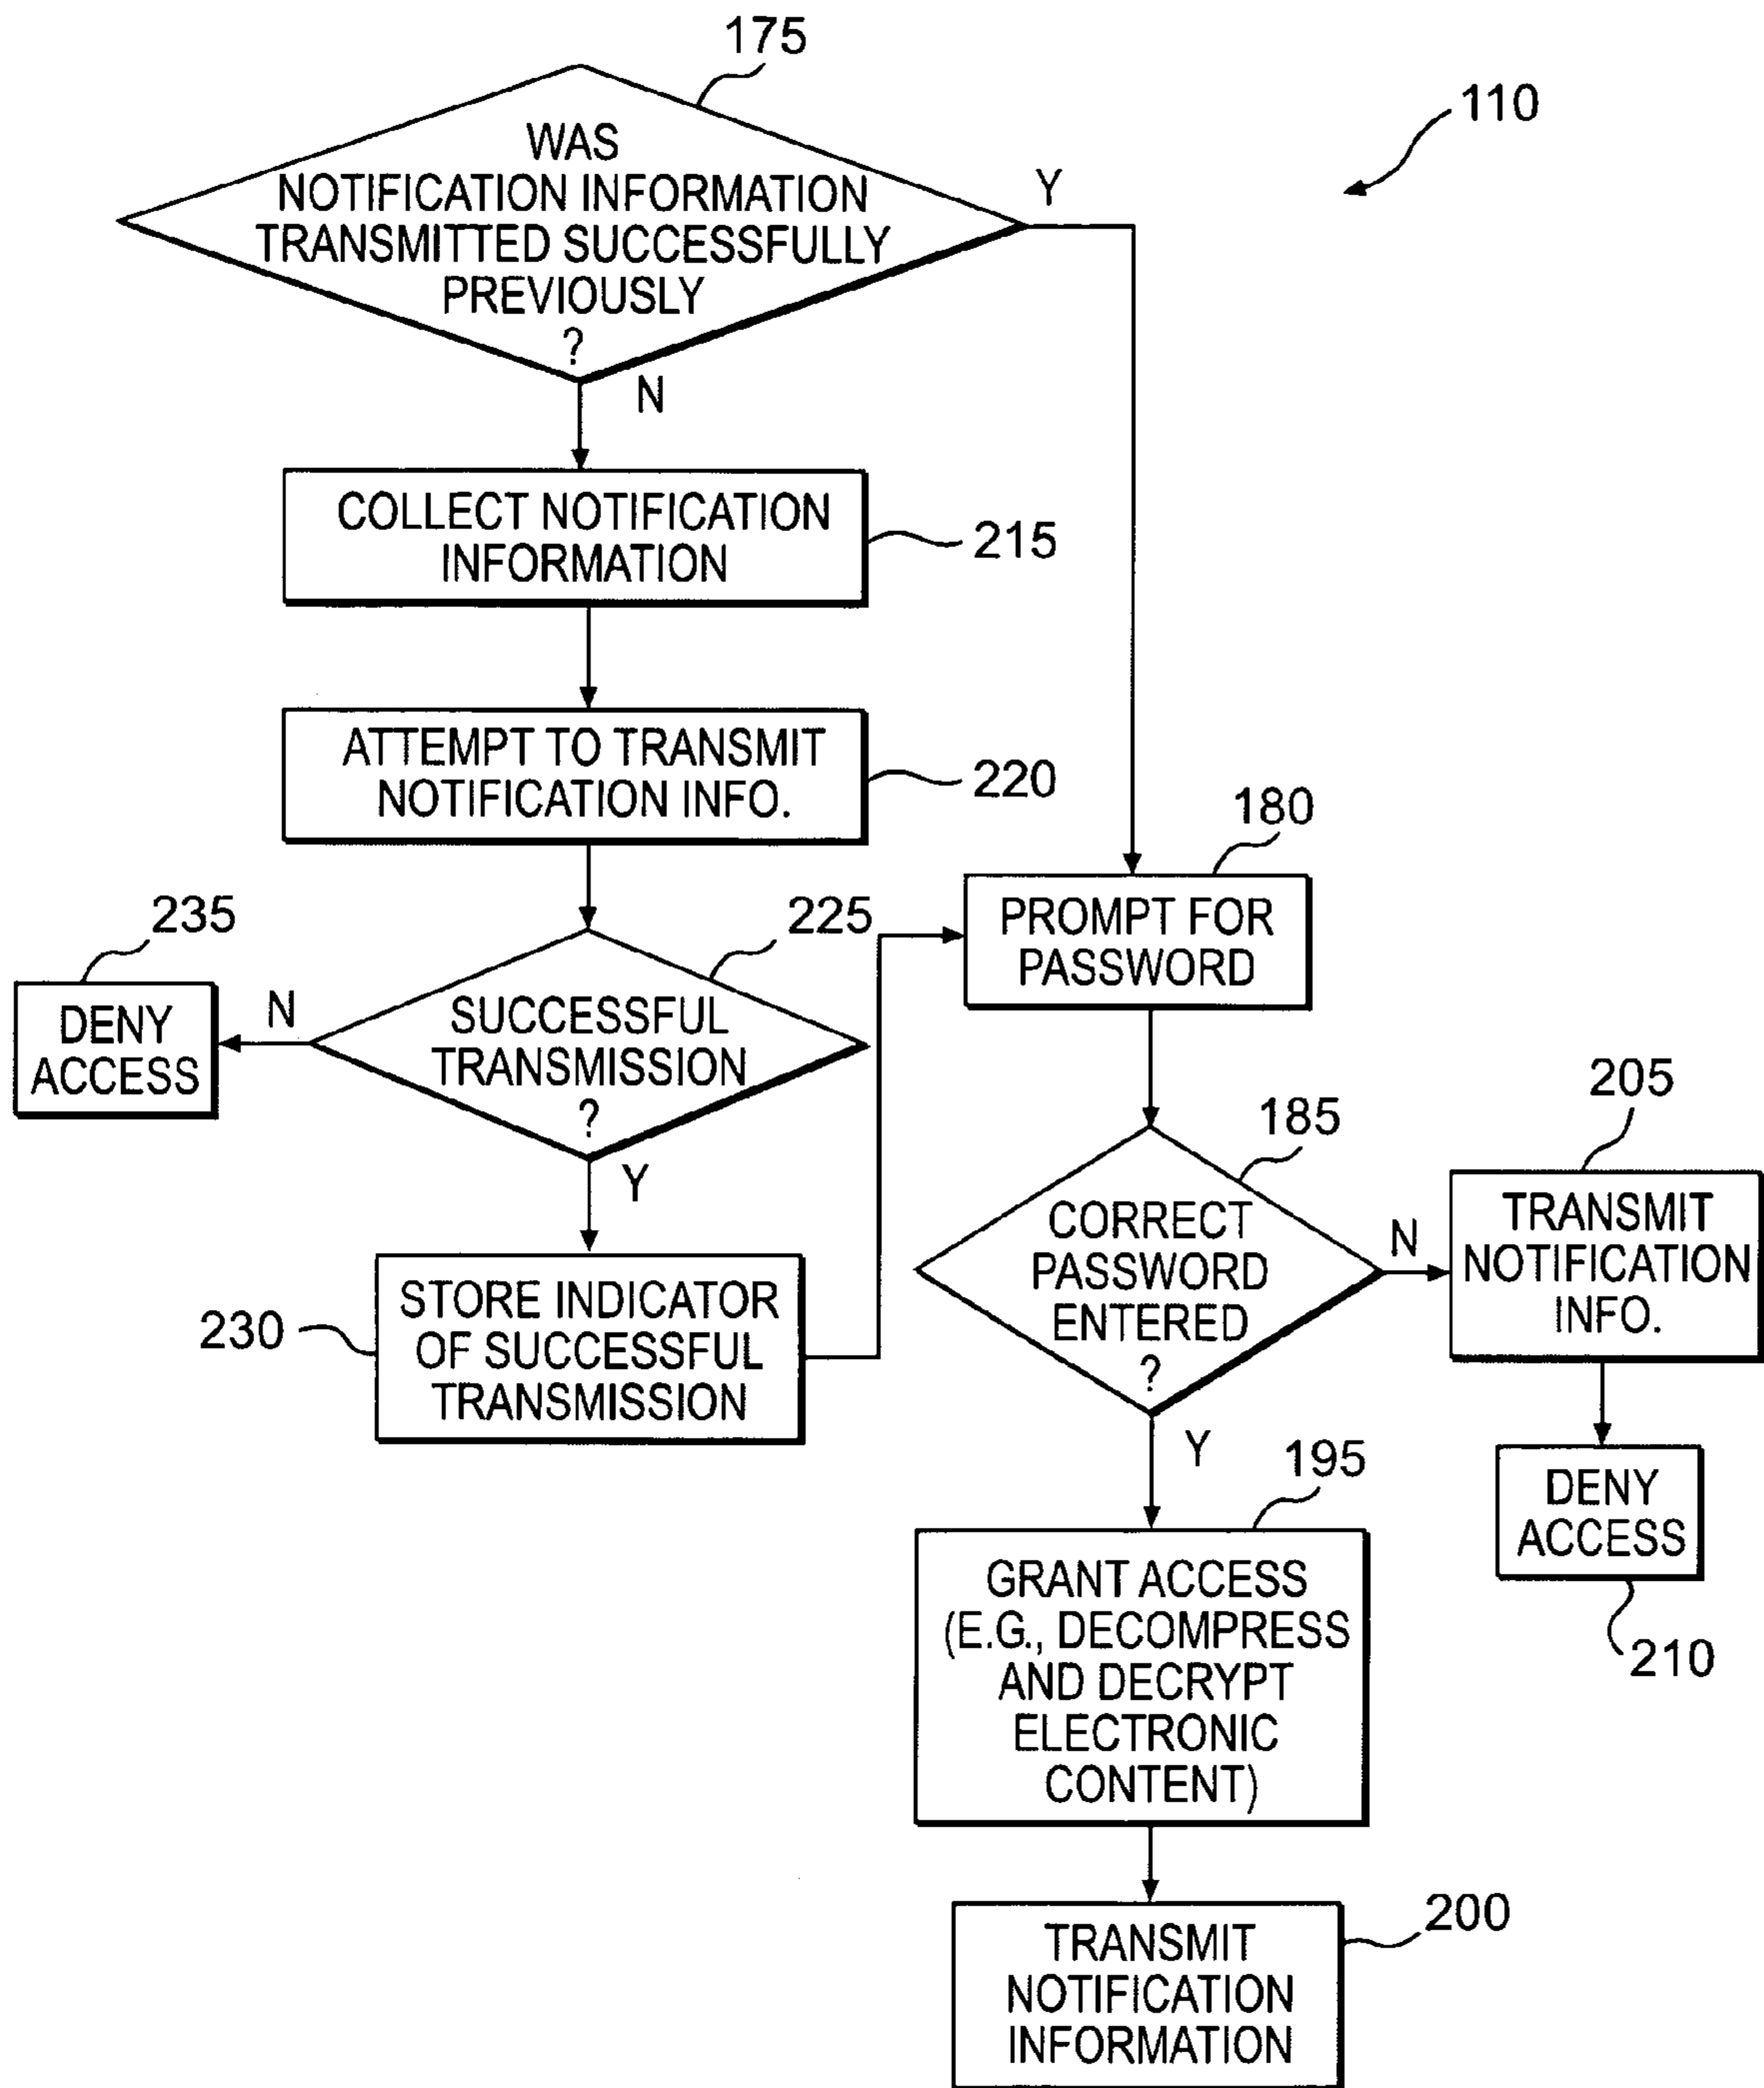 175
110
WAS
NOTIFICATION INFORMATION
TRANSMITTED SUCCESSFULLY
PREVIOUSLY
?
Y
N
COLLECT NOTIFICATION
INFORMATION
215
ATTEMPT TO TRANSMIT
NOTIFICATION INFO.
220
180
PROMPT FOR
PASSWORD
235
DENY
ACCESS
N
225
SUCCESSFUL
TRANSMISSION
?
Y
230
STORE INDICATOR
OF SUCCESSFUL
TRANSMISSION
185
CORRECT
PASSWORD
ENTERED
?
N
205
TRANSMIT
NOTIFICATION
INFO.
DENY
ACCESS
210
Y
195
GRANT ACCESS
(E.G., DECOMPRESS
AND DECRYPT
ELECTRONIC
CONTENT)
200
TRANSMIT
NOTIFICATION
INFORMATION